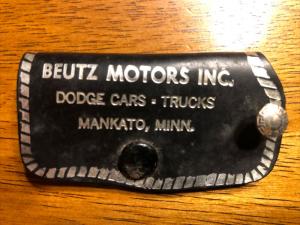 BEUTZ MOTORS INC.
DODGE CARS · TRUCKS
MANKATO, MINN.